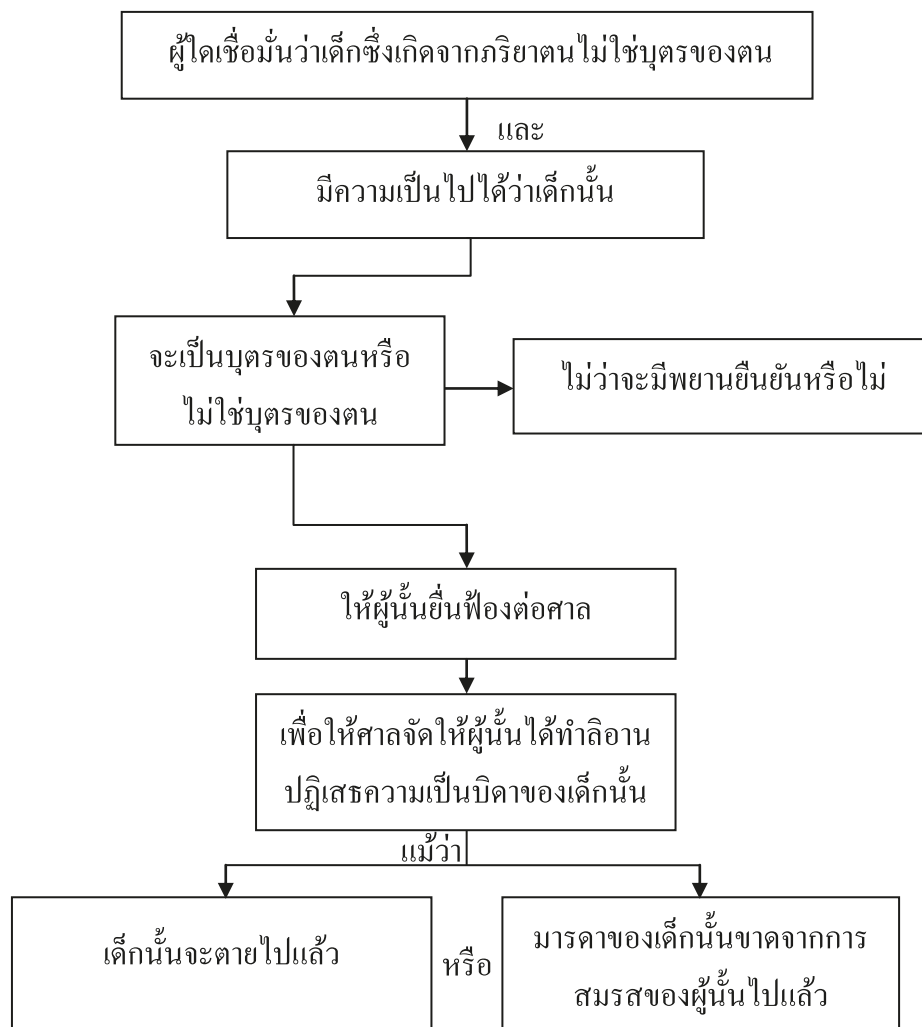 ผู้ใดเชื่อมั่นว่าเด็กซึ่งเกิดจากภริยาตนไม่ใช่บุตรของตน
และ
มีความเป็นไปได้ว่าเด็กนั้น
จะเป็นบุตรของตนหรือ
ไม่ใช่บุตรของตน
ไม่ว่าจะมีพยานยืนยันหรือไม่
ให้ผู้นั้นยื่นฟ้องต่อศาล
เพื่อให้ศาลจัดให้ผู้นั้นได้ทำลิอาน
ปฏิเสธความเป็นบิดาของเด็กนั้น
แม้ว่า
เด็กนั้นจะตายไปแล้ว
หรือ
มารดาของเด็กนั้นขาดจากการ
สมรสของผู้นั้นไปแล้ว